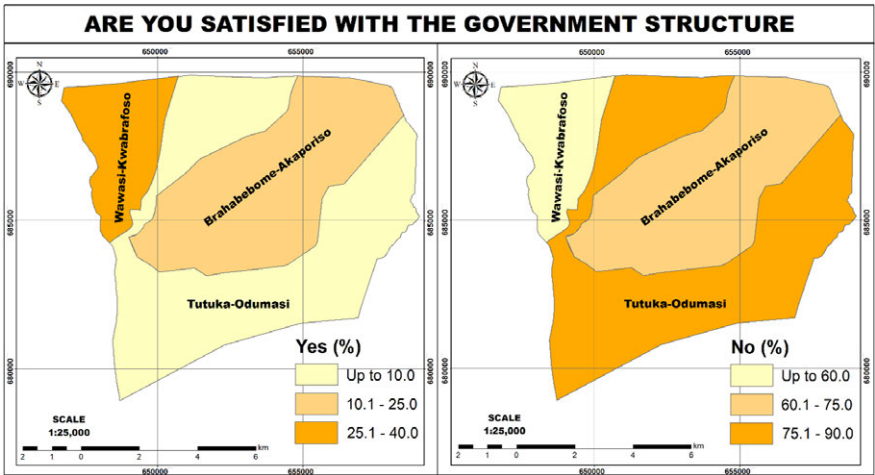 ARE YOU SATISFIED WITH THE GOVERNMENT STRUCTURE
650000 655000
690000
N
W E
S
Wawasi-Kwabrafoso
Brahabebome-Akaporiso
685000
685000
Tutuka-Odumasi
680000
680000
Yes (%)
Up to 10.0
10.1 - 25.0
25.1 - 40.0
SCALE
1:25,000
2 1 0 2 4 6
km
650000 655000
650000 655000
690000
690000
N
W E
S
Wawasi-Kwabrafoso
Brahabebome-Akaporiso
685000
Tutuka-Odumasi
680000
No (%)
Up to 60.0
60.1 - 75.0
75.1 - 90.0
SCALE
1:25,000
2 1 0 2 4 6
km
650000 655000